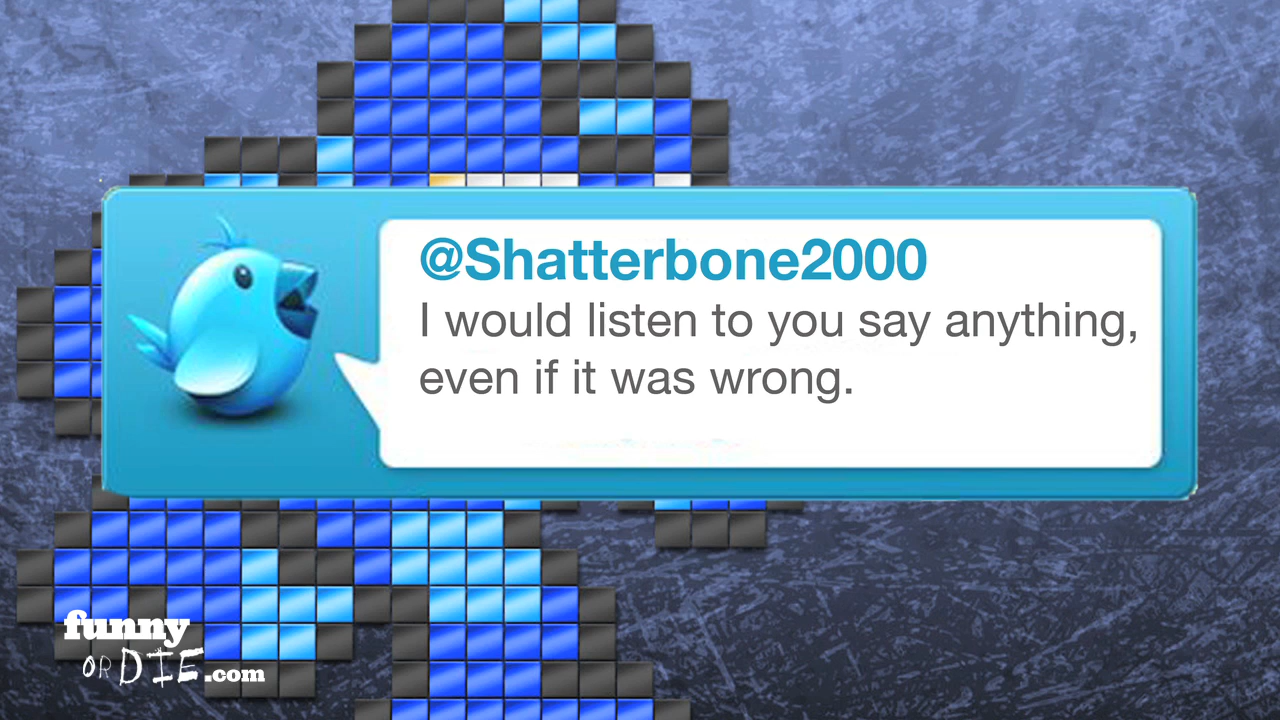 @Shatterbone2000
I would listen to you say anything,
even if it was wrong.
funny
OR DIE.com